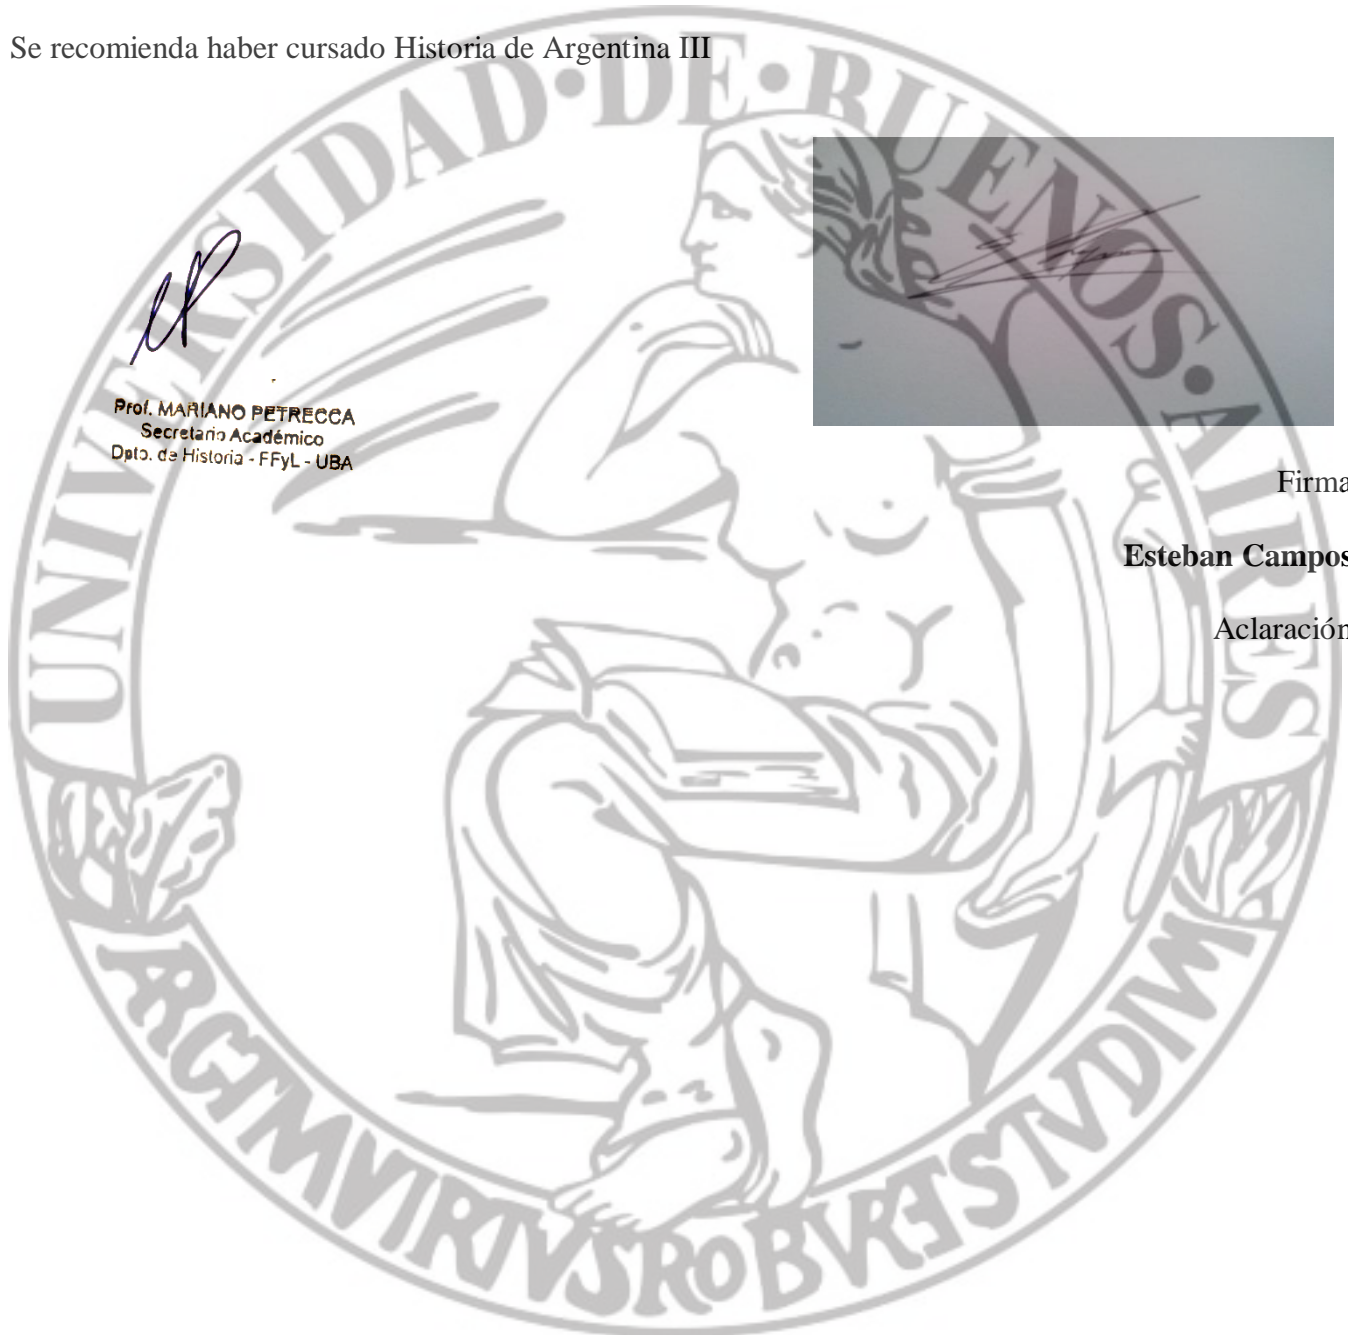 Se recomienda haber cursado Historia de Argentina III
UNIVERSIDAD·DE·BUENOS·AIRES
Prof. MARIANO PETRECCA
Secretario Académico
Dpto. de Historia - FFyL - UBA
Firma
Esteban Campos
Aclaración
ARGTMVIRTVSROBVRETSTVDIVM